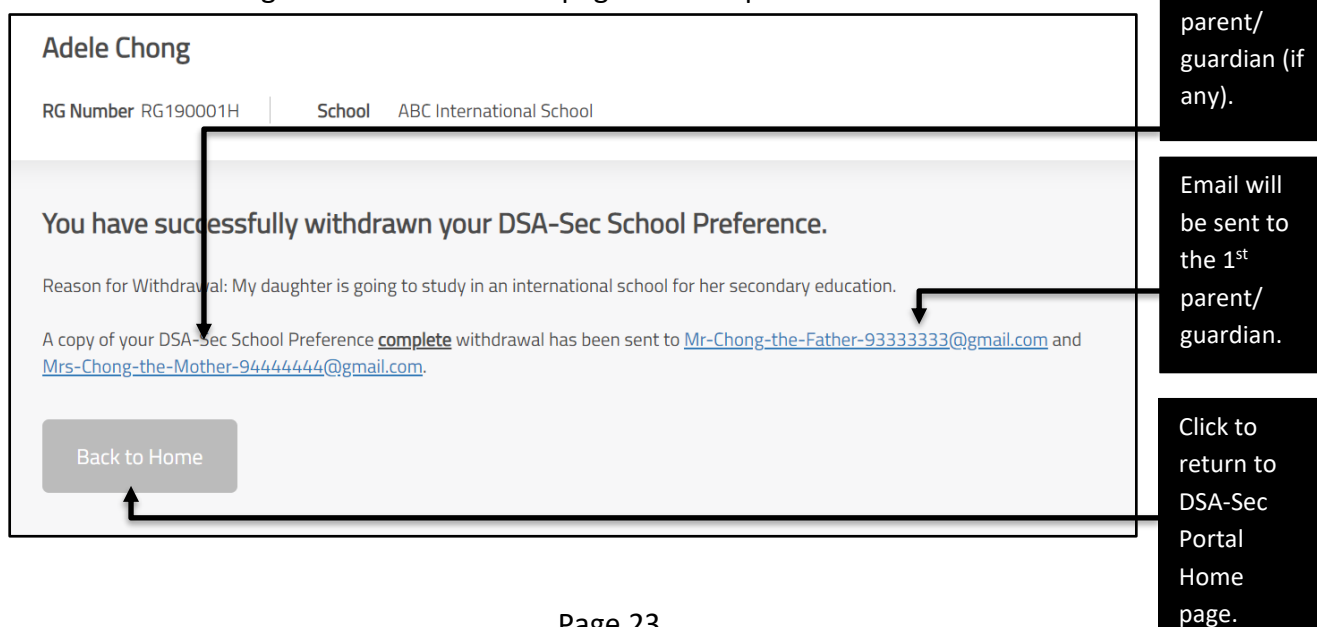 Adele Chong
RG Number RG190001H School ABC International School
You have successfully withdrawn your DSA-Sec School Preference.
Reason for Withdrawal: My daughter is going to study in an international school for her secondary education.
A copy of your DSA-Sec School Preference complete withdrawal has been sent to Mr-Chong-the-Father-93333333@gmail.com and
Mrs-Chong-the-Mother-94444444@gmail.com.
Back to Home
parent/
guardian (if
any).
Email will
be sent to
the 1st
parent/
guardian.
Click to
return to
DSA-Sec
Portal
Home
page.
Page 23